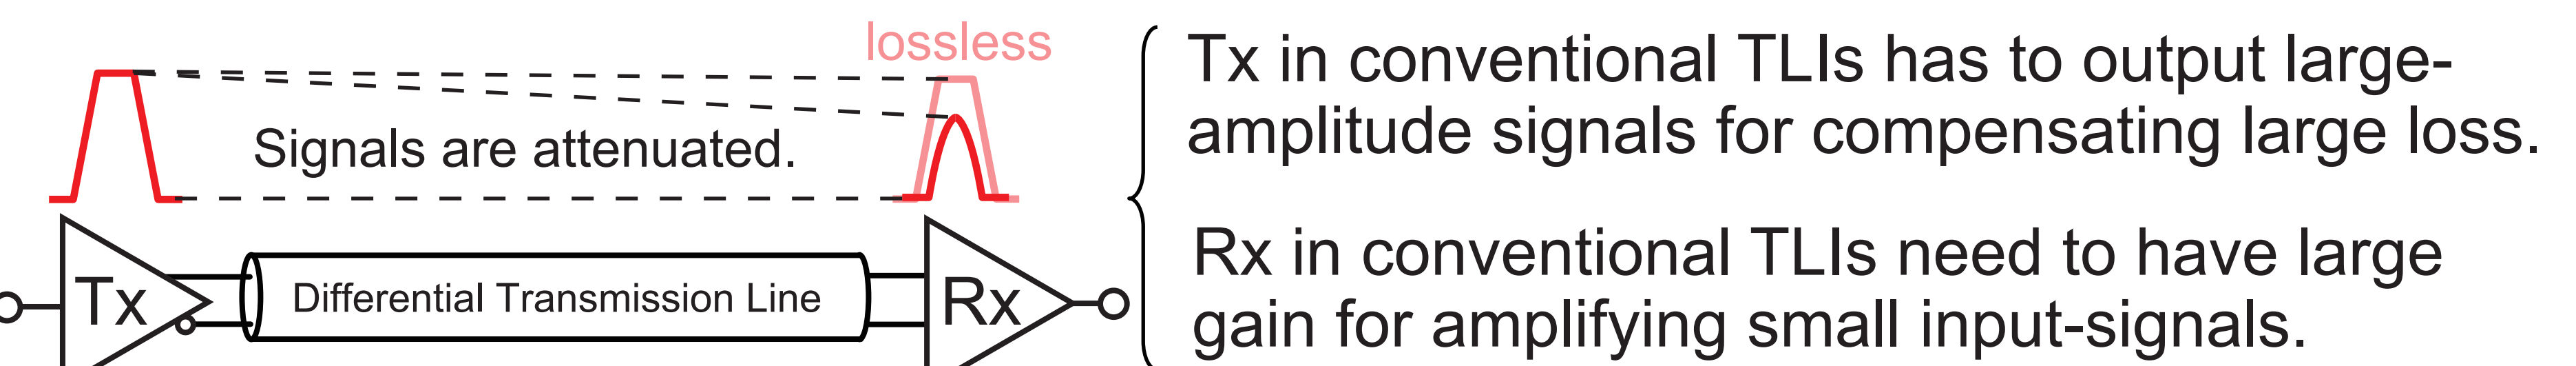 lossless
Signals are attenuated.
Tx
Differential Transmission Line
Rx
Tx in conventional TLIs has to output large-
amplitude signals for compensating large loss.
Rx in conventional TLIs need to have large
gain for amplifying small input-signals.